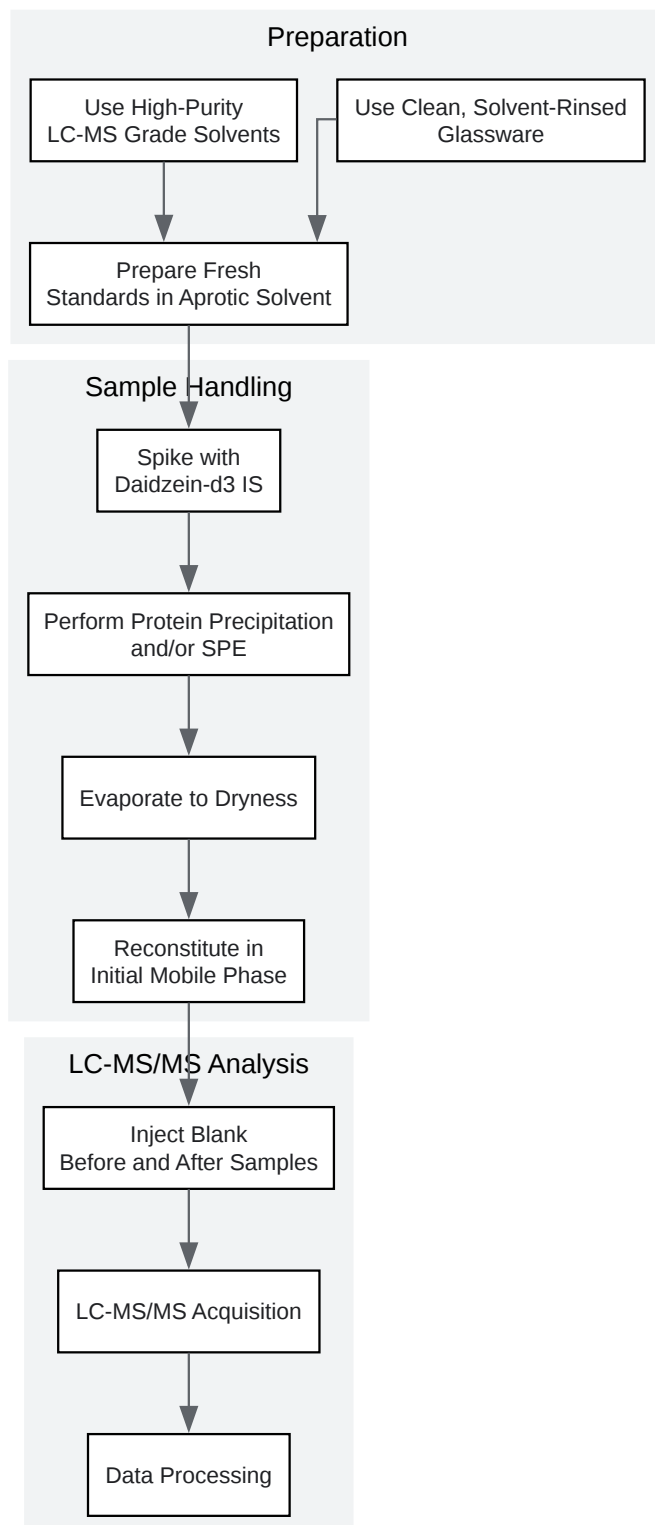 Preparation
Use High-Purity
LC-MS Grade Solvents
Use Clean, Solvent-Rinsed
Glassware
Prepare Fresh
Standards in Aprotic Solvent
Sample Handling
Spike with
Daidzein-d3 IS
Perform Protein Precipitation
and/or SPE
Evaporate to Dryness
Reconstitute in
Initial Mobile Phase
LC-MS/MS Analysis
Inject Blank
Before and After Samples
LC-MS/MS Acquisition
Data Processing